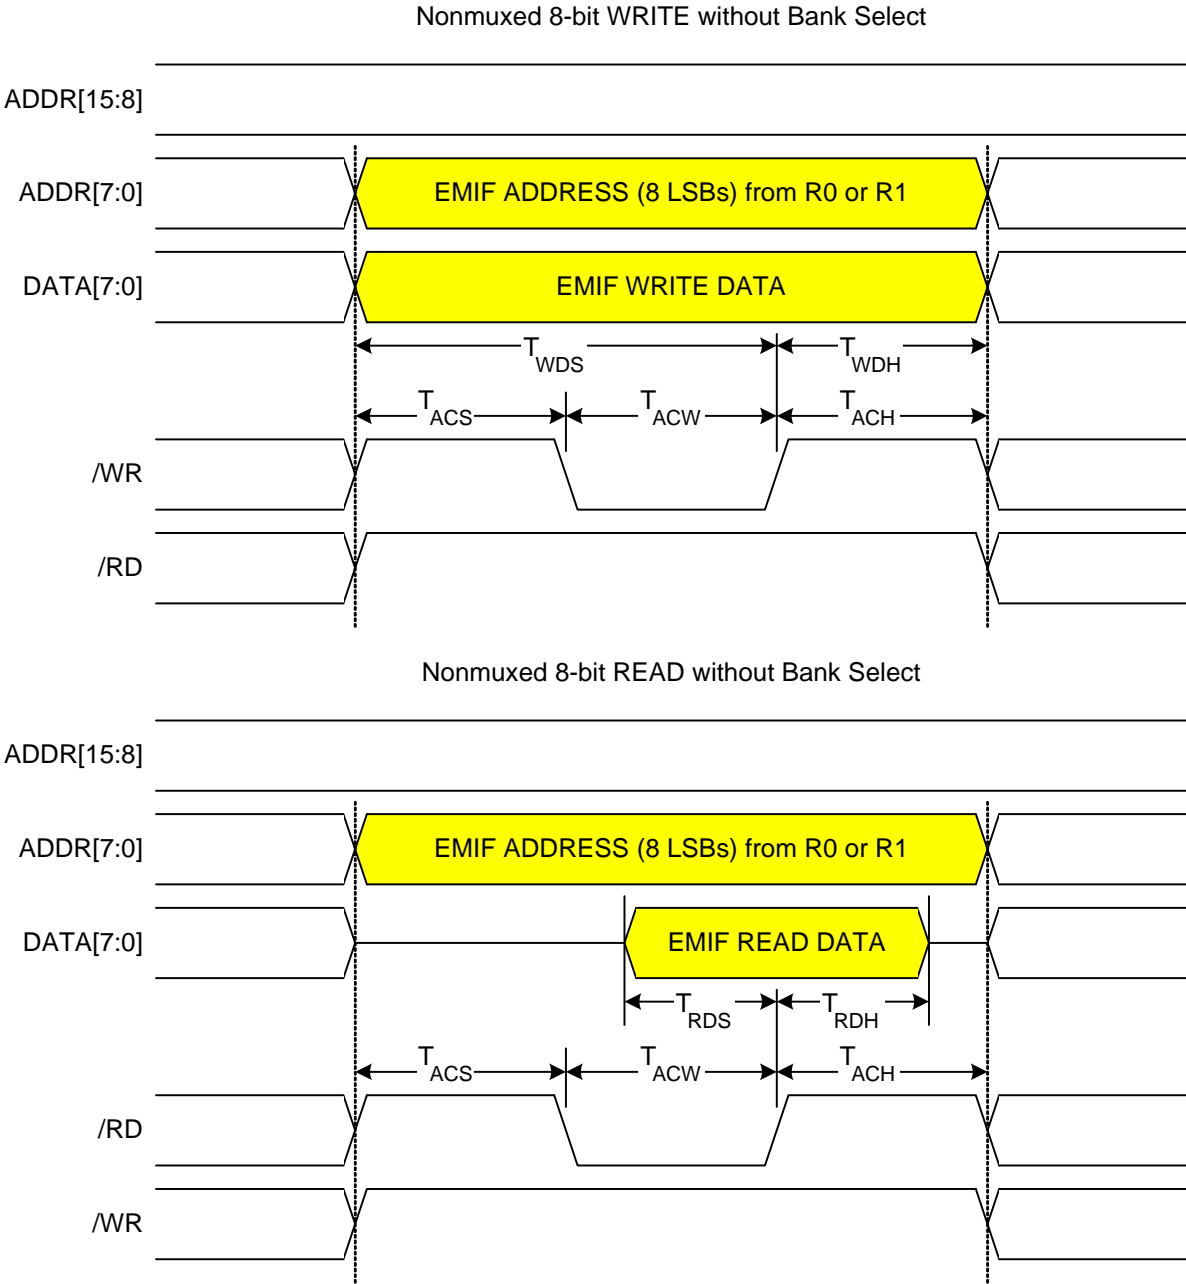 Nonmuxed 8-bit WRITE without Bank Select
ADDR[15:8]
ADDR[7:0] EMIF ADDRESS (8 LSBs) from R0 or R1
DATA[7:0] EMIF WRITE DATA
TWDS TWDH
TACS TACW TACH
/WR
/RD
Nonmuxed 8-bit READ without Bank Select
ADDR[15:8]
ADDR[7:0] EMIF ADDRESS (8 LSBs) from R0 or R1
DATA[7:0] EMIF READ DATA
TRDS TRDH
TACS TACW TACH
/RD
/WR